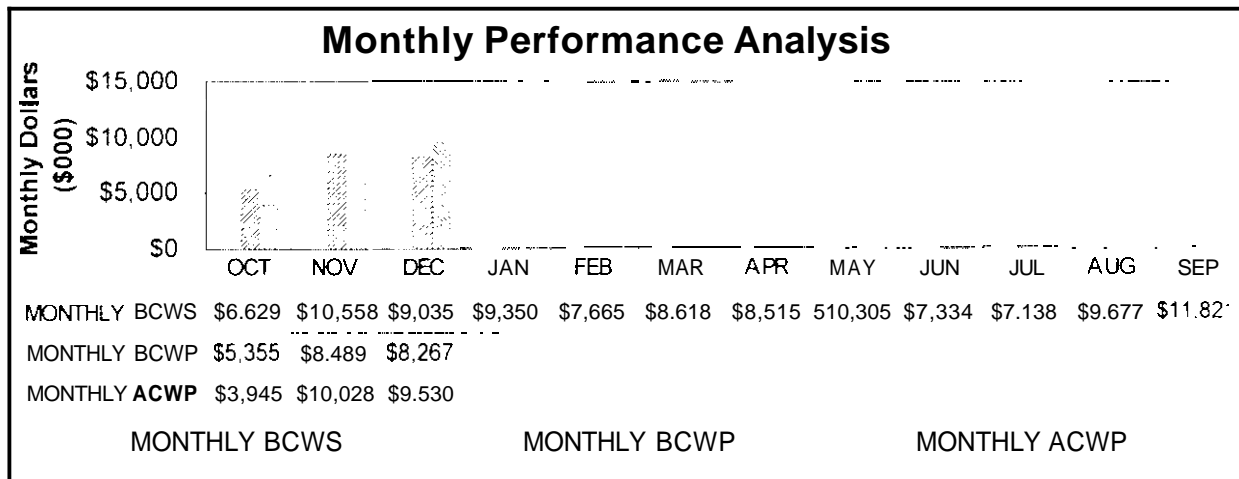 Monthly Performance Analysis
Monthly Dollars
($000)
$15,000
$10,000
$5,000
$0
OCT NOV DEC JAN FEB MAR APR MAY JUN JUL AUG SEP
MONTHLY BCWS $6.629 $10,558 $9,035 $9,350 $7,665 $8.618 $8,515 510,305 $7,334 $7.138 $9.677 $11.82
MONTHLY BCWP $5,355 $8.489 $8,267
MONTHLY ACWP $3,945 $10,028 $9.530
MONTHLY BCWS MONTHLY BCWP MONTHLY ACWP